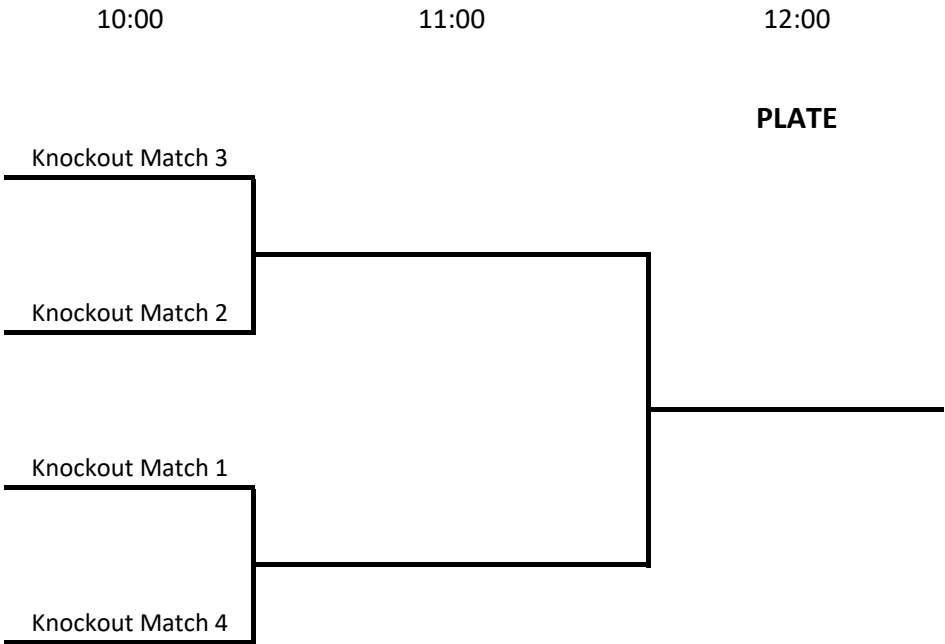 10:00 11:00 12:00
PLATE
Knockout Match 3
Knockout Match 2
Knockout Match 1
Knockout Match 4